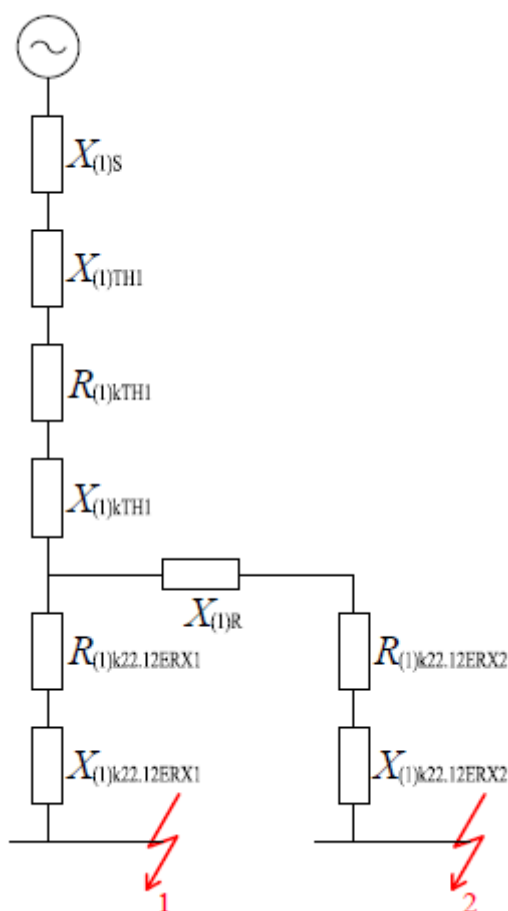 X(1)S
X(1)TH1
R(1)kTH1
X(1)kTH1
X(1)R
R(1)k22.12ERX1
R(1)k22.12ERX2
X(1)k22.12ERX1
X(1)k22.12ERX2
1
2